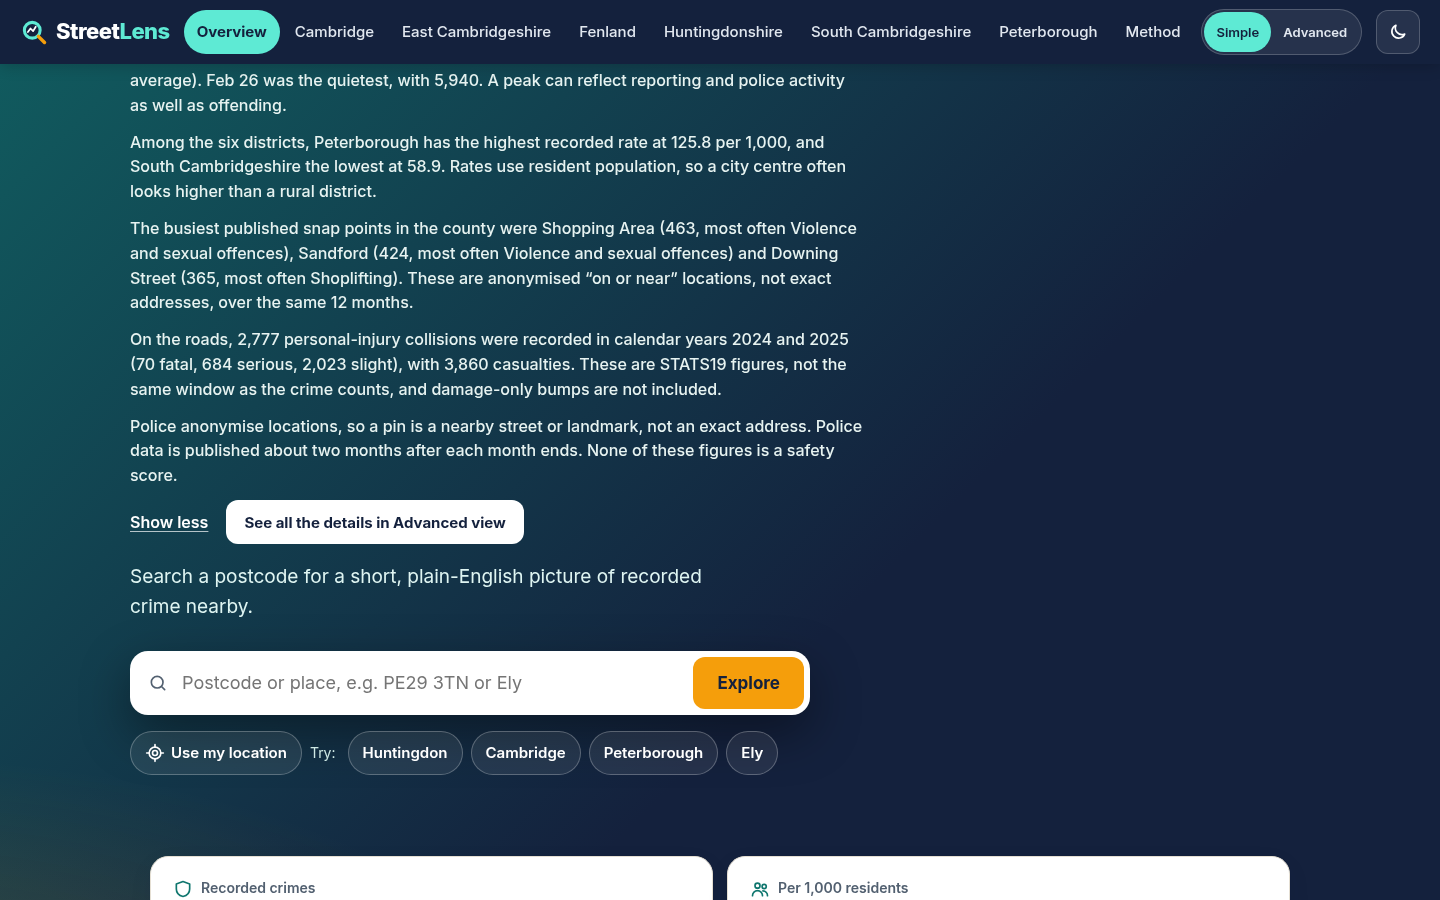 StreetLens
Overview
Cambridge
East Cambridgeshire
Fenland
Huntingdonshire
South Cambridgeshire
Peterborough
Method
Simple
Advanced
average). Feb 26 was the quietest, with 5,940. A peak can reflect reporting and police activity
as well as offending.
Among the six districts, Peterborough has the highest recorded rate at 125.8 per 1,000, and
South Cambridgeshire the lowest at 58.9. Rates use resident population, so a city centre often
looks higher than a rural district.
The busiest published snap points in the county were Shopping Area (463, most often Violence
and sexual offences), Sandford (424, most often Violence and sexual offences) and Downing
Street (365, most often Shoplifting). These are anonymised “on or near” locations, not exact
addresses, over the same 12 months.
On the roads, 2,777 personal-injury collisions were recorded in calendar years 2024 and 2025
(70 fatal, 684 serious, 2,023 slight), with 3,860 casualties. These are STATS19 figures, not the
same window as the crime counts, and damage-only bumps are not included.
Police anonymise locations, so a pin is a nearby street or landmark, not an exact address. Police
data is published about two months after each month ends. None of these figures is a safety
score.
Show less
See all the details in Advanced view
Search a postcode for a short, plain-English picture of recorded
crime nearby.
Postcode or place, e.g. PE29 3TN or Ely
Explore
Use my location
Try:
Huntingdon
Cambridge
Peterborough
Ely
Recorded crimes
Per 1,000 residents